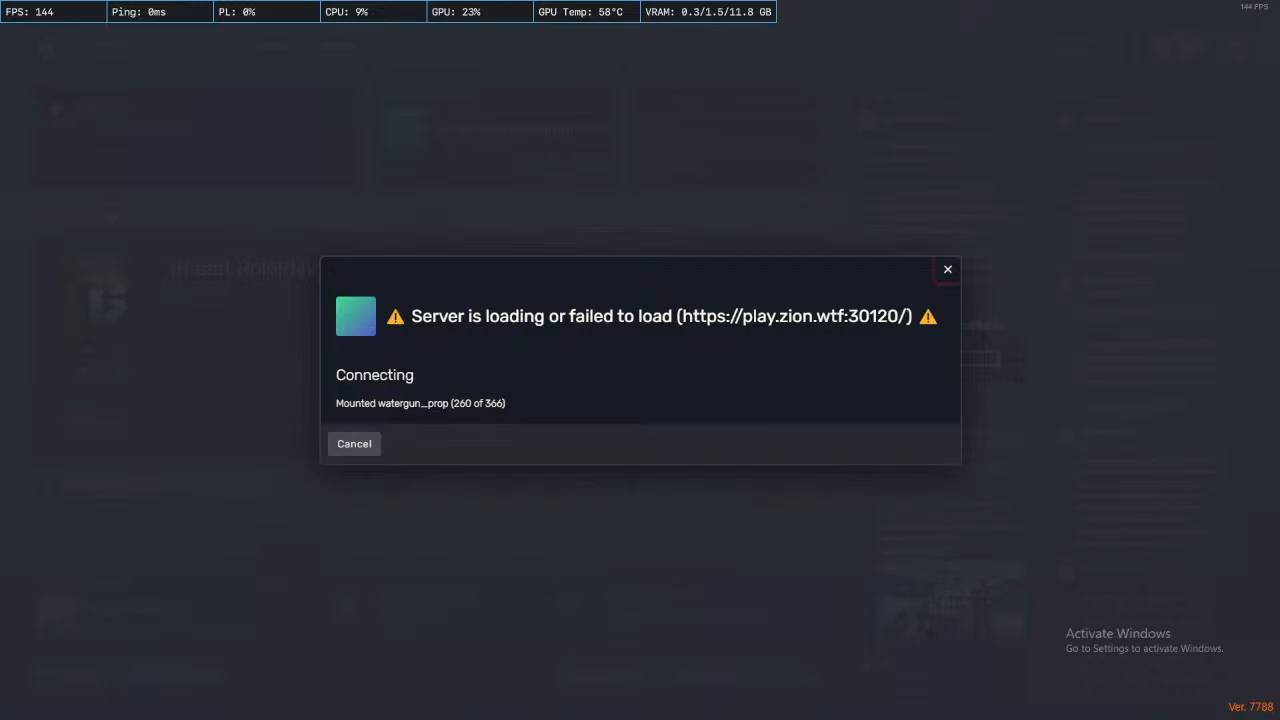 FPS: 144
Ping: 0ms
PL: 0%
CPU: 9%
GPU: 23%
GPU Temp: 58°C
VRAM: 0.3/1.5/11.8 GB
144 FPS
⚠ Server is loading or failed to load (https://play.zion.wtf:30120/) ⚠
Connecting
Mounted watergun_prop (260 of 366)
Cancel
Activate Windows
Go to Settings to activate Windows.
Ver. 7788